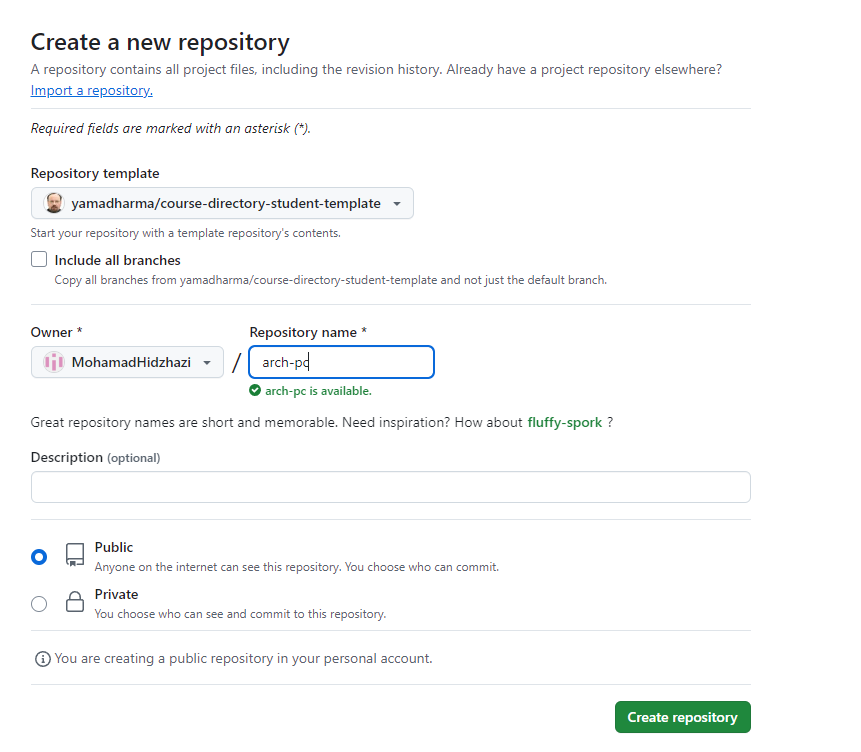 Create a new repository
A repository contains all project files, including the revision history. Already have a project repository elsewhere?
Import a repository.
Required fields are marked with an asterisk (*).
Repository template
yamadharma/course-directory-student-template
Start your repository with a template repository's contents.
Include all branches
Copy all branches from yamadharma/course-directory-student-template and not just the default branch.
Owner * Repository name *
MohamadHidzhazi / arch-pc
arch-pc is available.
Great repository names are short and memorable. Need inspiration? How about fluffy-spork ?
Description (optional)
Public
Anyone on the internet can see this repository. You choose who can commit.
Private
You choose who can see and commit to this repository.
You are creating a public repository in your personal account.
Create repository